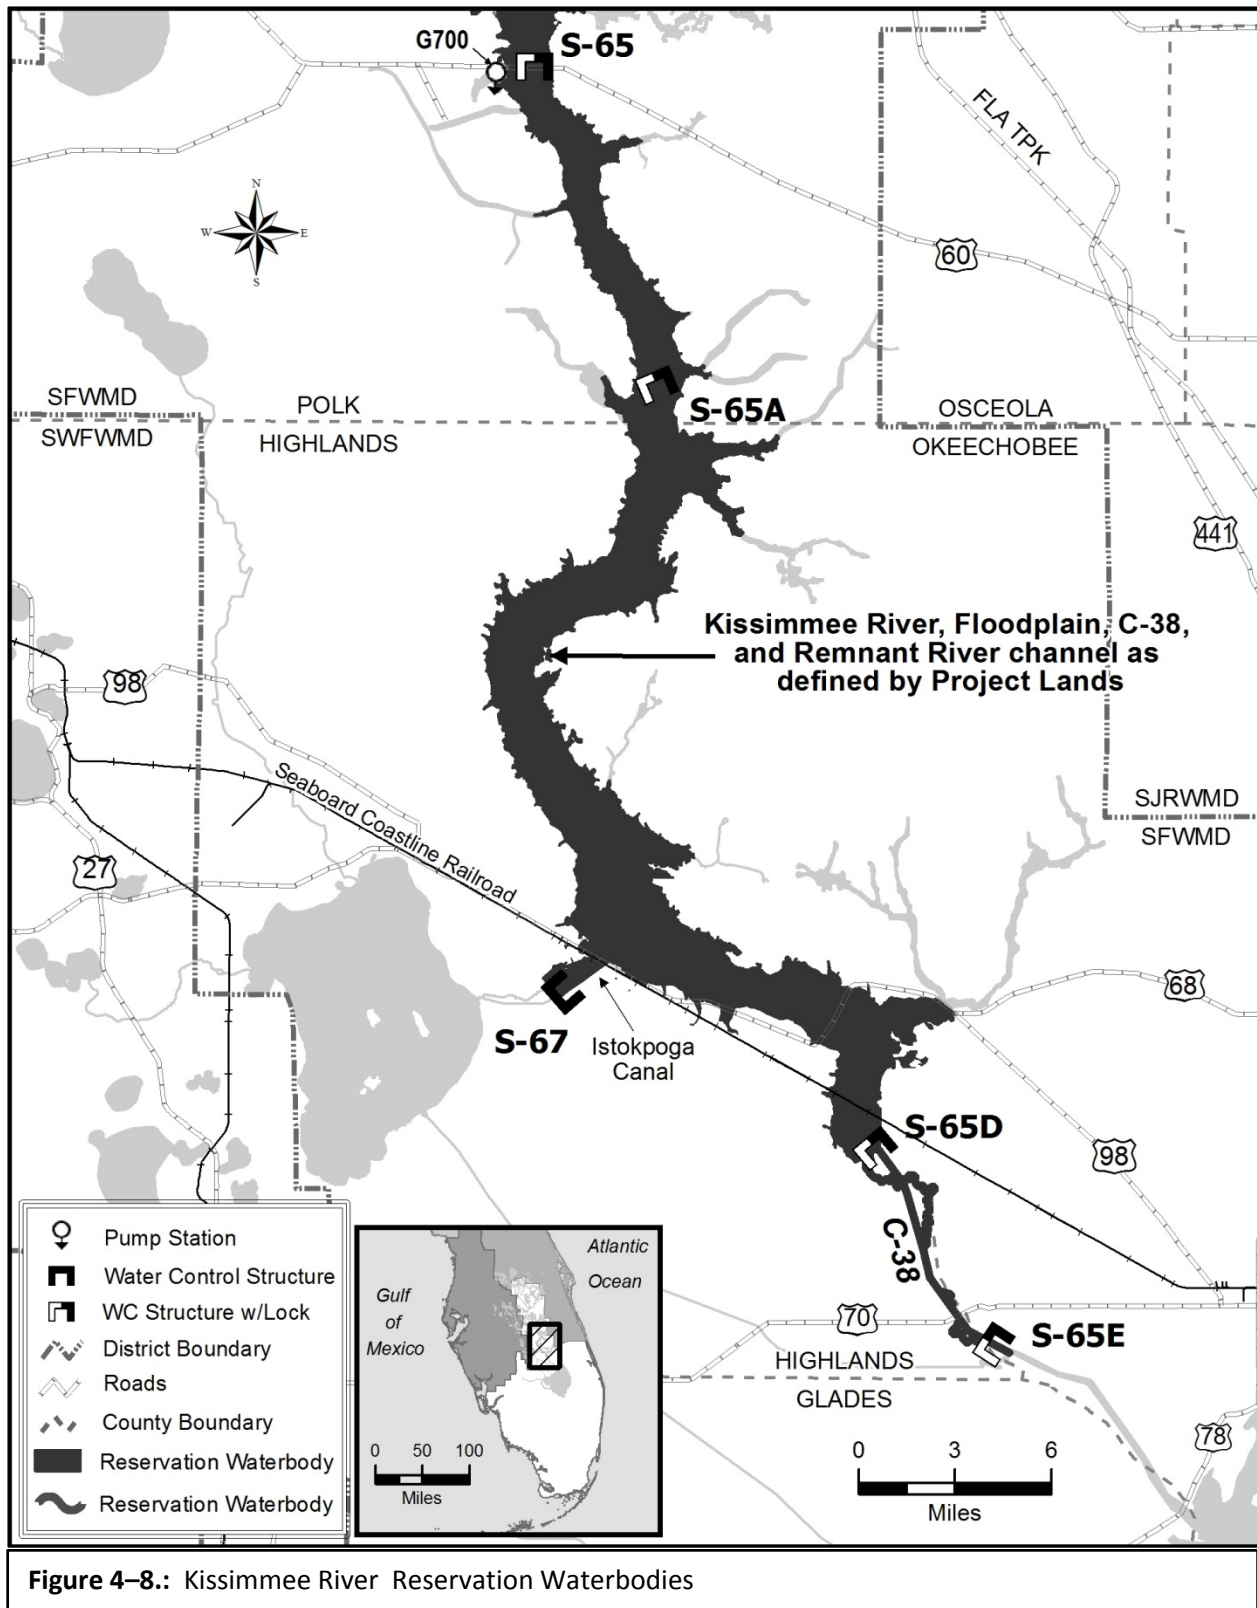 G700
S-65
FLA TPK
N
W
E
S
60
SFWMD
POLK
S-65A
OSCEOLA
SWFWMD
HIGHLANDS
OKEECHOBEE
441
Kissimmee River, Floodplain, C-38,
and Remnant River channel as
defined by Project Lands
98
Seaboard Coastline Railroad
SJRWMD
SFWMD
27
68
S-67
Istokpoga
Canal
S-65D
98
C-38
70
S-65E
HIGHLANDS
GLADES
78
Pump Station
Water Control Structure
WC Structure w/Lock
District Boundary
Roads
County Boundary
Reservation Waterbody
Reservation Waterbody
Atlantic
Ocean
Gulf
of
Mexico
0 50 100
Miles
0 3 6
Miles
Figure 4–8.: Kissimmee River Reservation Waterbodies